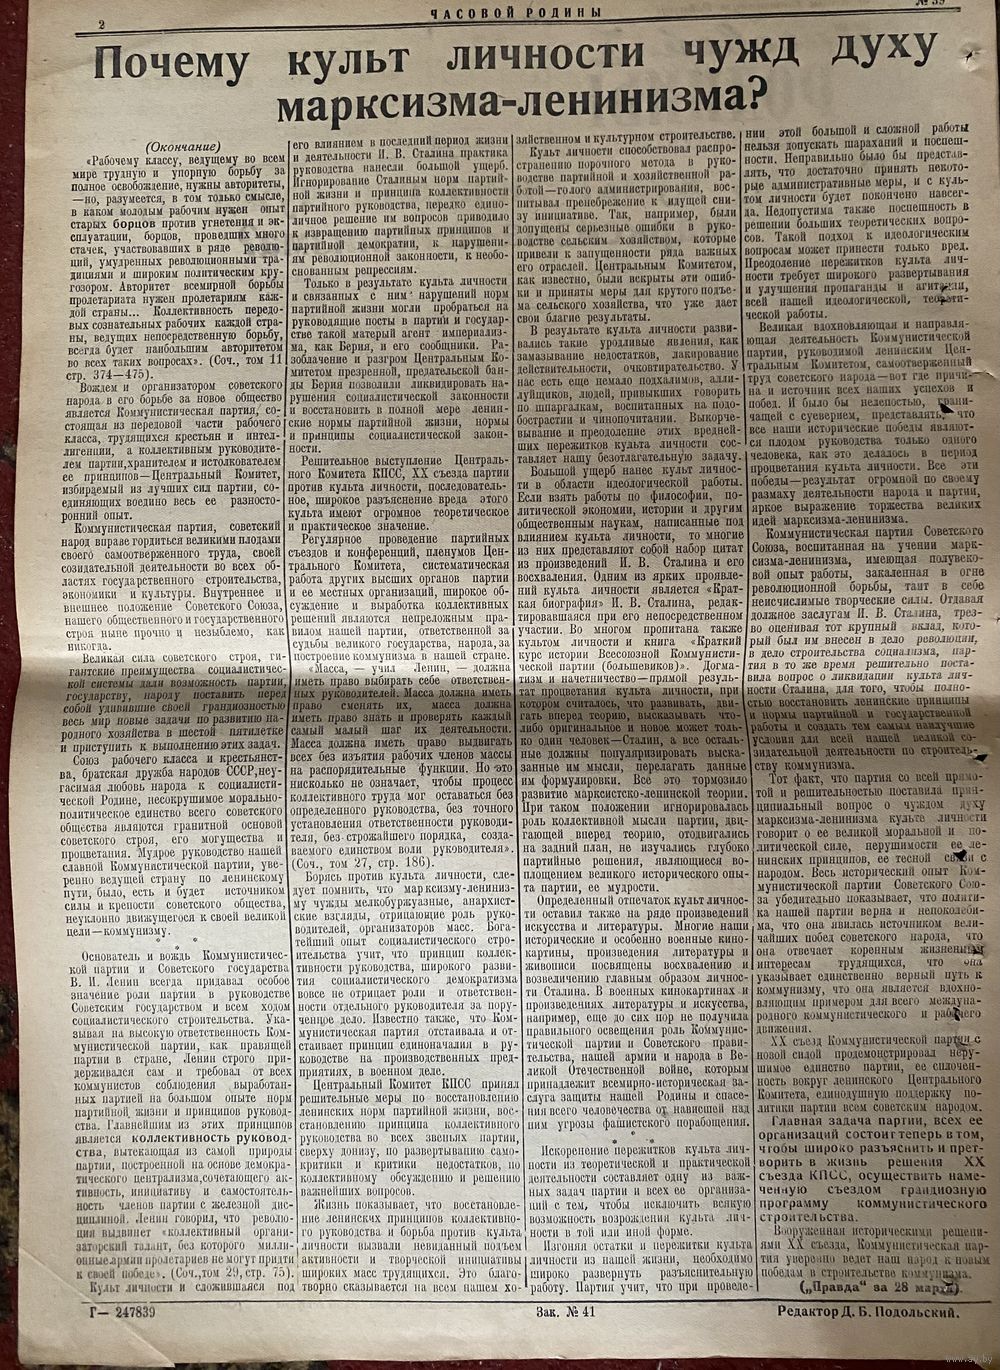 2
ЧАСОВОЙ РОДИНЫ
№ 39
Почему культ личности чужд духу
марксизма-ленинизма?
(Окончание)
«Рабочему классу, ведущему во всем
мире трудную и упорную борьбу за
полное освобождение, нужны авторитеты,
—но, разумеется, в том только смысле,
в каком молодым рабочим нужен опыт
старых борцов против угнетения и экс-
плуатации, борцов, проведших много
стачек, участвовавших в ряде револю-
ций, умудренных революционными тра-
дициями и широким политическим кру-
гозором. Авторитет всемирной борьбы
пролетариата нужен пролетариям каж-
дой страны... Коллективность передо-
вых сознательных рабочих каждой стра-
ны, ведущих непосредственную борьбу,
всегда будет наибольшим авторитетом
во всех таких вопросах». (Соч., том 11
стр. 374—475).
Вождем и организатором советского
народа в его борьбе за новое общество
является Коммунистическая партия, со-
стоящая из передовой части рабочего
класса, трудящихся крестьян и интел-
лигенции, а коллективным руководите-
лем партии, хранителем и истолкователем
ее принципов—Центральный Комитет,
избираемый из лучших сил партии, со-
единяющих воедино весь ее разносто-
ронний опыт.
Коммунистическая партия, советский
народ вправе гордиться великими плодами
своего самоотверженного труда, своей
созидательной деятельности во всех об-
ластях государственного строительства,
экономики и культуры. Внутреннее и
внешнее положение Советского Союза,
нашего общественного и государственного
строя ныне прочно и незыблемо, как
никогда.
Великая сила советского строя, ги-
гантские преимущества социалистичес-
кой системы дали возможность партии,
государству, народу поставить перед
собой удивившие своей грандиозностью
весь мир новые задачи по развитию на-
родного хозяйства в шестой пятилетке
и приступить к выполнению этих задач.
Союз рабочего класса и крестьянст-
ва, братская дружба народов СССР, неу-
гасимая любовь народа к социалисти-
ческой Родине, несокрушимое морально-
политическое единство всего советского
общества являются гранитной основой
советского строя, его могущества и
процветания. Мудрое руководство нашей
славной Коммунистической партии, уве-
ренно ведущей страну по ленинскому
пути, было, есть и будет источником
силы и крепости советского общества,
неуклонно движущегося к своей великой
цели—коммунизму.
* * *
Основатель и вождь Коммунистичес-
кой партии и Советского государства
В. И. Ленин всегда придавал особое
значение роли партии в руководстве
Советским государством и всем ходом
социалистического строительства. Ука-
зывая на высокую ответственность Ком-
мунистической партии, как правящей
партии в стране, Ленин строго при-
держивался сам и требовал от всех
коммунистов соблюдения выработан-
ных партией на большом опыте норм
партийной жизни и принципов руковод-
ства. Главнейшим из этих принципов
является коллективность руковод-
ства, вытекающая из самой природы
партии, построенной на основе демокра-
тического централизма, сочетающего ак-
тивность, инициативу и самостоятель-
ность членов партии с железной дис-
циплиной. Ленин говорил, что револю-
ция выдвинет «коллективный органи-
заторский талант, без которого милли-
онные армии пролетариев не могут придти
к своей победе». (Соч., том 29, стр. 75).
Культ личности и сложившаяся под
его влиянием в последний период жизни
и деятельности И. В. Сталина практика
руководства нанесли большой ущерб.
Игнорирование Сталиным норм партий-
ной жизни и принципа коллективности
партийного руководства, нередко едино-
личное решение им вопросов приводило
к извращению партийных принципов и
партийной демократии, к нарушени-
ям революционной законности, к необо-
снованным репрессиям.
Только в результате культа личности
и связанных с ним нарушений норм
партийной жизни могли пробраться на
руководящие посты в партии и государ-
стве такой матерый агент империализ-
ма, как Берия, и его сообщники. Ра-
зоблачение и разгром Центральным Ко-
митетом презренной, предательской бан-
ды Берия позволили ликвидировать на-
рушения социалистической законности
и восстановить в полной мере ленин-
ские нормы партийной жизни, нормы
и принципы социалистической закон-
ности.
Решительное выступление Централь-
ного Комитета КПСС, XX съезда партии
против культа личности, последователь-
ное, широкое разъяснение вреда этого
культа имеют огромное теоретическое
и практическое значение.
Регулярное проведение партийных
съездов и конференций, пленумов Цен-
трального Комитета, систематическая
работа других высших органов партии
и ее местных организаций, широкое об-
суждение и выработка коллективных
решений являются непреложным пра-
вилом нашей партии, ответственной за
судьбы великого государства, народа, за
построение коммунизма в нашей стране.
«Масса, — учил Ленин, — должна
иметь право выбирать себе ответствен-
ных руководителей. Масса должна иметь
право сменять их, масса должна
иметь право знать и проверять каждый
самый малый шаг их деятельности.
Масса должна иметь право выдвигать
всех без изъятия рабочих членов массы
на распорядительные функции. Но это
нисколько не означает, чтобы процесс
коллективного труда мог оставаться без
определенного руководства, без точного
установления ответственности руководи-
теля, без строжайшего порядка, созда-
ваемого единством воли руководителя».
(Соч., том 27, стр. 186).
Борясь против культа личности, сле-
дует помнить, что марксизму-лениниз-
му чужды мелкобуржуазные, анархист-
ские взгляды, отрицающие роль руко-
водителей, организаторов масс. Бога-
тейший опыт социалистического стро-
ительства учит, что принцип коллек-
тивности руководства, широкого разви-
тия социалистического демократизма
вовсе не отрицает роли и ответствен-
ности отдельного руководителя за пору-
ченное дело. Известно также, что Ком-
мунистическая партия отстаивала и от-
стаивает принцип единоначалия в ру-
ководстве на производственных пред-
приятиях, в военном деле.
Центральный Комитет КПСС принял
решительные меры по восстановлению
ленинских норм партийной жизни, вос-
становлению принципа коллективного
руководства во всех звеньях партии,
сверху донизу, по развертыванию само-
критики и критики недостатков, по
коллективному обсуждению и решению
важнейших вопросов.
Жизнь показывает, что восстановле-
ние ленинскнх принципов коллективно-
го руководства и борьба против культа
личности вызвали невиданный подъем
активности и творческой инициативы
широких масс трудящихся. Это благо-
творно сказывается на всем нашем хо-
зяйственном и культурном строительстве.
Культ личности способствовал распро-
странению порочного метода в руко-
водстве партийной и хозяйственной ра-
ботой—голого администрирования, вос-
питывал пренебрежение к идущей сни-
зу инициативе. Так, например, были
допущены серьезные ошибки в руко-
водстве сельским хозяйством, которые
привели к запущенности ряда важных
его отраслей. Центральным Комитетом,
как известно, были вскрыты эти ошиб-
ки и приняты меры для крутого подъе-
ма сельского хозяйства, что уже дает
свои благие результаты.
В результате культа личности разви-
вались такие уродливые явления, как
замазывание недостатков, лакирование
действительности, очковтирательство. У
нас есть еще немало подхалимов, алли-
луйщиков, людей, привыкших говорить
по шпаргалкам, воспитанных на подо-
бострастии и чинопочитании. Выкорче-
вывание и преодоление этих вредней-
ших пережитков культа личности сос-
тавляет нашу безотлагательную задачу.
Большой ущерб нанес культ личнос-
ти в области идеологической работы.
Если взять работы по философии, по-
литической экономии, истории и другим
общественным наукам, написанные под
влиянием культа личности, то многие
из них представляют собой набор цитат
из произведений И. В. Сталина и его
восхваления. Одним из ярких проявле-
ний культа личности является «Крат-
кая биография» И. В. Сталина, редак-
тировавшаяся при его непосредственном
участии. Во многом пропитана также
культом личности и книга «Краткий
курс истории Всесоюзной Коммунисти-
ческой партии (большевиков)». Догма-
тизм и начетничество—прямой резуль-
тат процветания культа личности, при
котором считалось, что развивать, дви-
гать вперед теорию, высказывать что-
либо оригинальное и новое может толь-
ко один человек—Сталин, а все осталь-
ные должны популяризировать выска-
занные им мысли, перелагать данные
им формулировки. Всё это тормозило
развитие марксистско-ленинской теории.
При таком положении игнорировалась
роль коллективной мысли партии, дви-
гающей вперед теорию, отодвигались
на задний план, не изучались глубоко
партийные решения, являющиеся во-
площением великого исторического опы-
та партии, ее мудрости.
Определенный отпечаток культ личнос-
ти оставил также на ряде произведений
искусства и литературы. Многие наши
исторические и особенно военные кино-
картины, произведения литературы и
живописи посвящены восхвалению и
возвеличению главным образом личнос-
ти Сталина. В военных кинокартинах и
произведениях литературы и искусства,
например, еще до сих пор не получила
правильного освещения роль Коммунис-
тической партии и Советского прави-
тельства, нашей армии и народа в Ве-
ликой Отечественной войне, которым
принадлежит всемирно-историческая за-
слуга защиты нашей Родины и спасе-
ния всего человечества от нависшей над
ним угрозы фашистского порабощения.
* * *
Искоренение пережитков культа лич-
ности из теоретической и практической
деятельности составляет одну из важ-
ных задач партии и всех ее организа-
ций с тем, чтобы исключить всякую
возможность возрождения культа лич-
ности в той или иной форме.
Изгоняя остатки и пережитки культа
личности из нашей жизни, необходимо
широко развернуть разъяснительную
работу. Партия учит, что при проведе-
нии этой большой и сложной работы
нельзя допускать шараханий и поспеш-
ности. Неправильно было бы представ-
лять, что достаточно принять некото-
рые административные меры, и с куль-
том личности будет покончено навсег-
да. Недопустима также поспешность в
решении больших теоретических вопро-
сов. Такой подход к идеологическим
вопросам может принести только вред.
Преодоление пережитков культа лич-
ности требует широкого развертывания
и улучшения пропаганды и агитации,
всей нашей идеологической, теорети-
ческой работы.
Великая вдохновляющая и направля-
ющая деятельность Коммунистической
партии, руководимой ленинским Цен-
тральным Комитетом, самоотверженный
труд советского народа—вот где причи-
на и источник всех наших успехов и
побед. И было бы нелепостью, грани-
чащей с суеверием, представлять, что
все наши исторические победы являют-
ся плодом руководства только одного
человека, как это делалось в период
процветания культа личности. Все эти
победы—результат огромной по своему
размаху деятельности народа и партии,
яркое выражение торжества великих
идей марксизма-ленинизма.
Коммунистическая партия Советского
Союза, воспитанная на учении марк-
сизма-ленинизма, имеющая полувеко-
вой опыт работы, закаленная в огне
революционной борьбы, таит в себе
неисчислимые творческие силы. Отдавая
должное заслугам И. В. Сталина, трез-
во оценивая тот крупный вклад, кото-
рый был им внесен в дело революции,
в дело строительства социализма, пар-
тия в то же время решительно поста-
вила вопрос о ликвидации культа лич-
ности Сталина, для того, чтобы полно-
стью восстановить ленинские принципы
и нормы партийной и государственной
работы и создать тем самым наилучшие
условия для всей нашей великой со-
зидательной деятельности по строитель-
ству коммунизма.
Тот факт, что партия со всей прямо-
той и решительностью поставила прин-
ципиальный вопрос о чуждом духу
марксизма-ленинизма культе личности
говорит о ее великой моральной и по-
литической силе, нерушимости ее ле-
нинских принципов, ее тесной связи с
народом. Весь исторический опыт Ком-
мунистической партии Советского Сою-
за убедительно показывает, что полити-
ка нашей партии верна и непоколеби-
ма, что она явилась источником вели-
чайших побед советского народа, что
она отвечает коренным жизненным
интересам трудящихся, что она
указывает единственно верный путь к
коммунизму, что она является вдохно-
вляющим примером для всего междуна-
родного коммунистического и рабочего
движения.
XX съезд Коммунистической партии с
новой силой продемонстрировал неру-
шимое единство партии, ее сплочен-
ность вокруг ленинского Центрального
Комитета, единодушную поддержку по-
литики партии всем советским народом.
Главная задача партии, всех ее
организаций состоит теперь в том,
чтобы широко разъяснить и прет-
ворить в жизнь решения XX
съезда КПСС, осуществить наме-
ченную съездом грандиозную
программу коммунистического
строительства.
Вооруженная историческими решени-
ями XX съезда, Коммунистическая пар-
тия уверенно ведет наш народ к новым
победам в строительстве коммунизма.
(„Правда" за 28 марта).
Г— 247839
Зак. № 41
Редактор Д. Б. Подольский.
www.ay.by